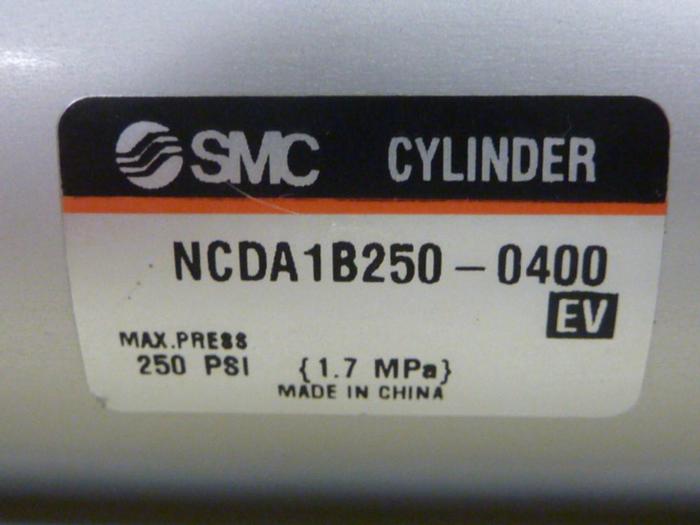 SMC CYLINDER
NCDA1B250-0400
EV
MAX.PRESS
250 PSI {1.7 MPa}
MADE IN CHINA